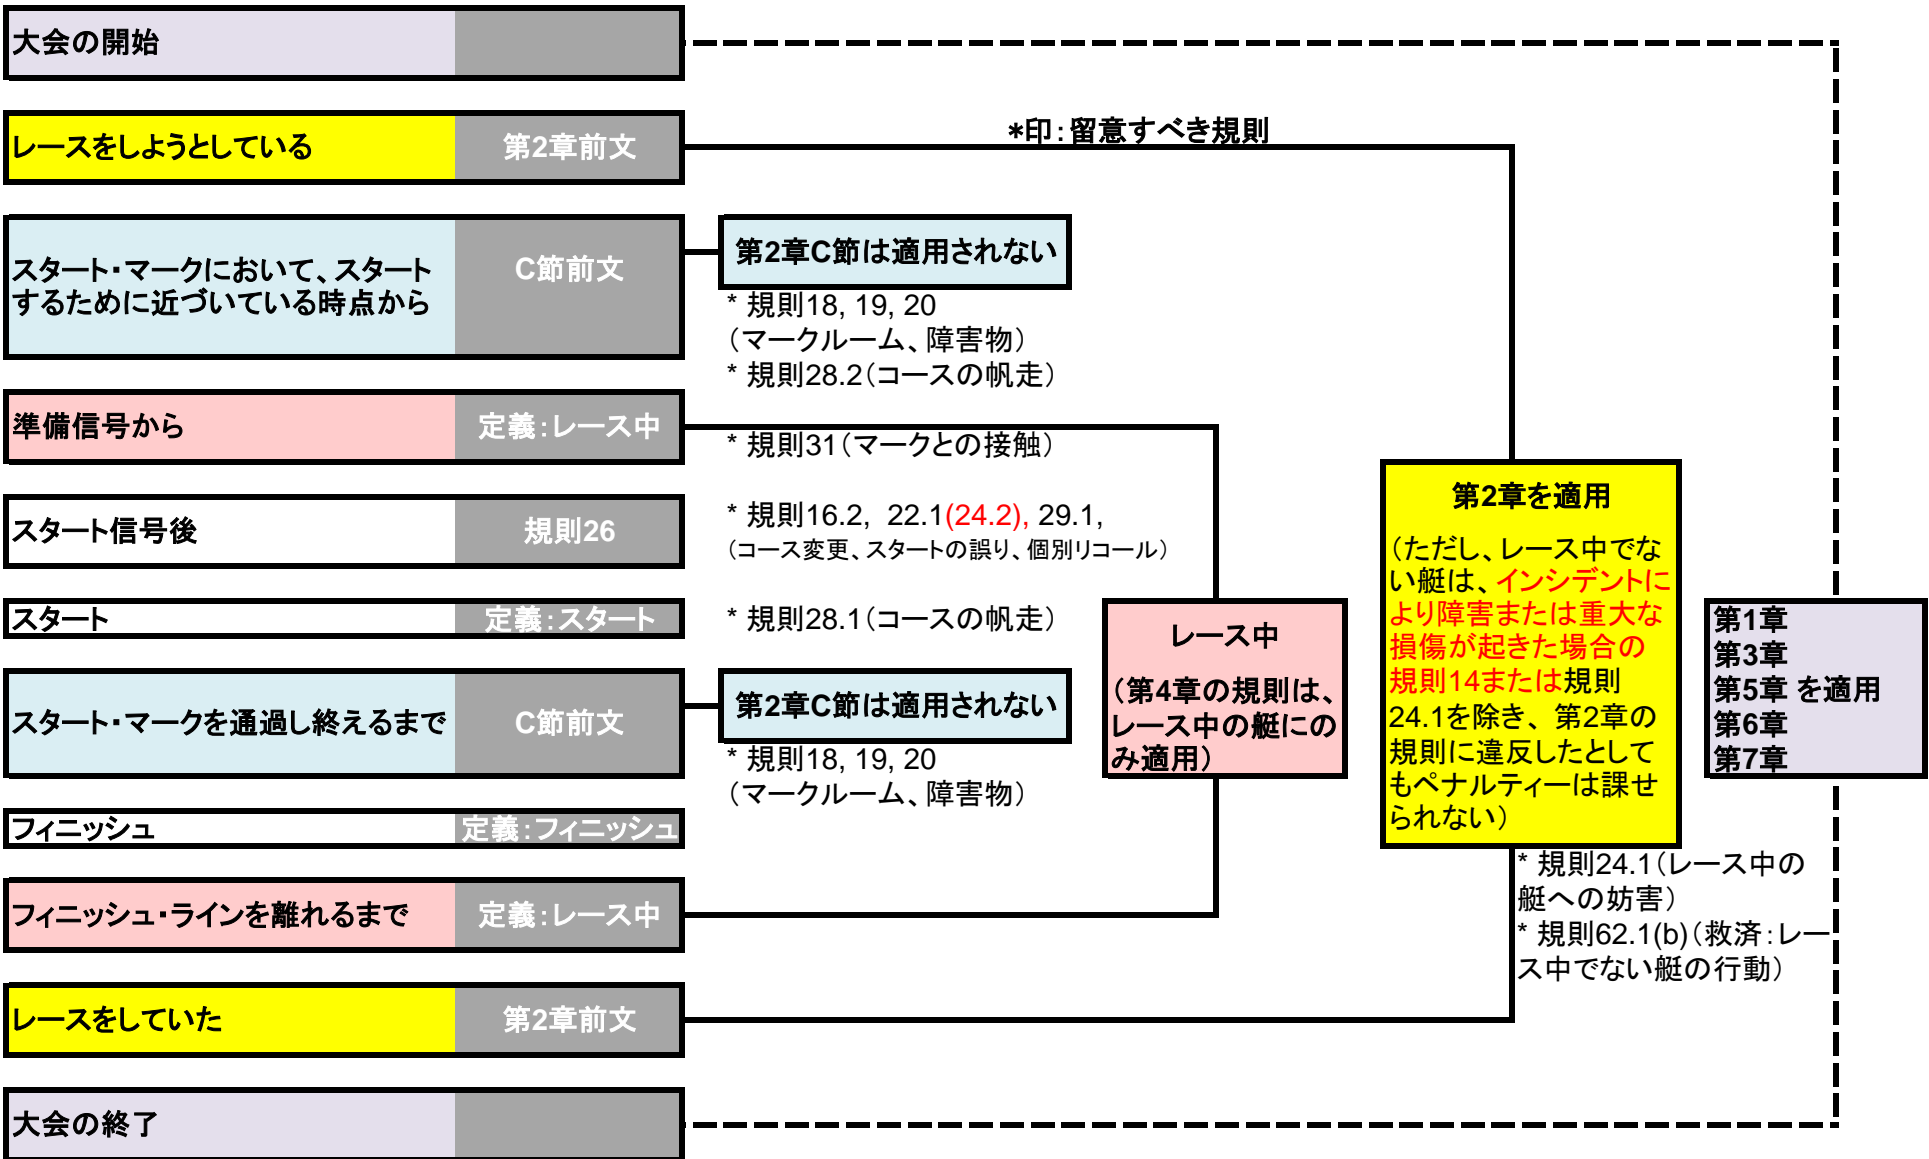 大会の開始
レースをしようとしている 第2章前文
*印：留意すべき規則
スタート・マークにおいて、スタート
するために近づいている時点から
C節前文
第2章C節は適用されない
* 規則18, 19, 20
（マークルーム、障害物）
* 規則28.2（コースの帆走）
準備信号から 定義：レース中
* 規則31（マークとの接触）
スタート信号後 規則26
* 規則16.2, 22.1(24.2), 29.1,
（コース変更、スタートの誤り、個別リコール）
スタート 定義：スタート
* 規則28.1（コースの帆走）
スタート・マークを通過し終えるまで C節前文
第2章C節は適用されない
* 規則18, 19, 20
（マークルーム、障害物）
フィニッシュ 定義：フィニッシュ
フィニッシュ・ラインを離れるまで 定義：レース中
レースをしていた 第2章前文
大会の終了
レース中
（第4章の規則は、
レース中の艇にの
み適用）
第2章を適用
（ただし、レース中でな
い艇は、インシデントに
より障害または重大な
損傷が起きた場合の
規則14または規則
24.1を除き、第2章の
規則に違反したとして
もペナルティーは課せ
られない）
* 規則24.1（レース中の
艇への妨害）
* 規則62.1(b)（救済：レー
ス中でない艇の行動）
第1章
第3章
第5章 を適用
第6章
第7章